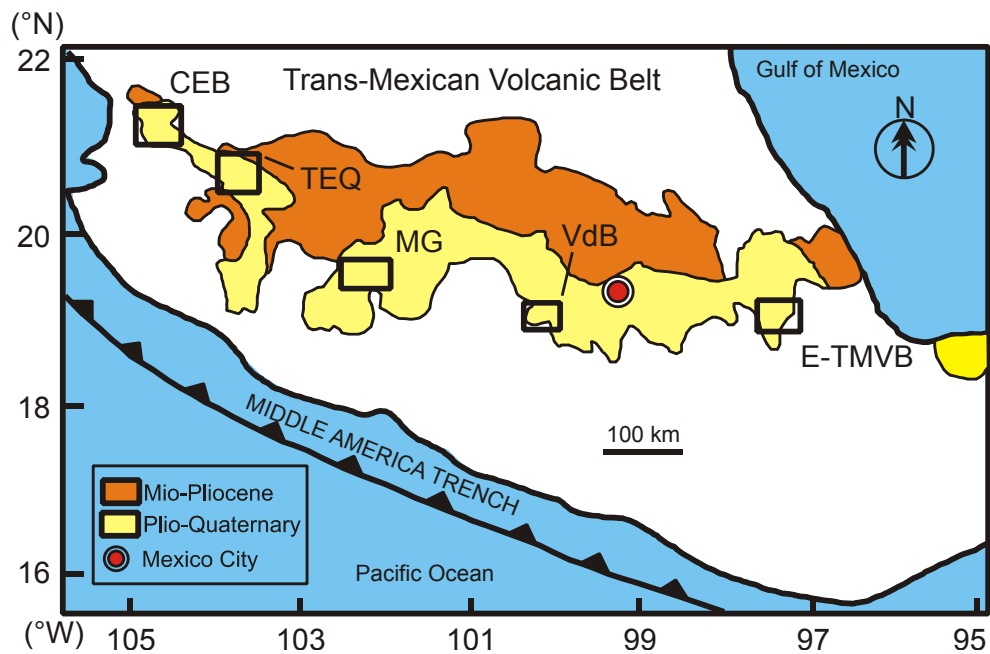 (°N)
22
20
18
16
(°W)
105
103
101
99
97
95
Trans-Mexican Volcanic Belt
Gulf of Mexico
N
CEB
TEQ
MG
VdB
E-TMVB
100 km
MIDDLE AMERICA TRENCH
Pacific Ocean
Mio-Pliocene
Plio-Quaternary
Mexico City